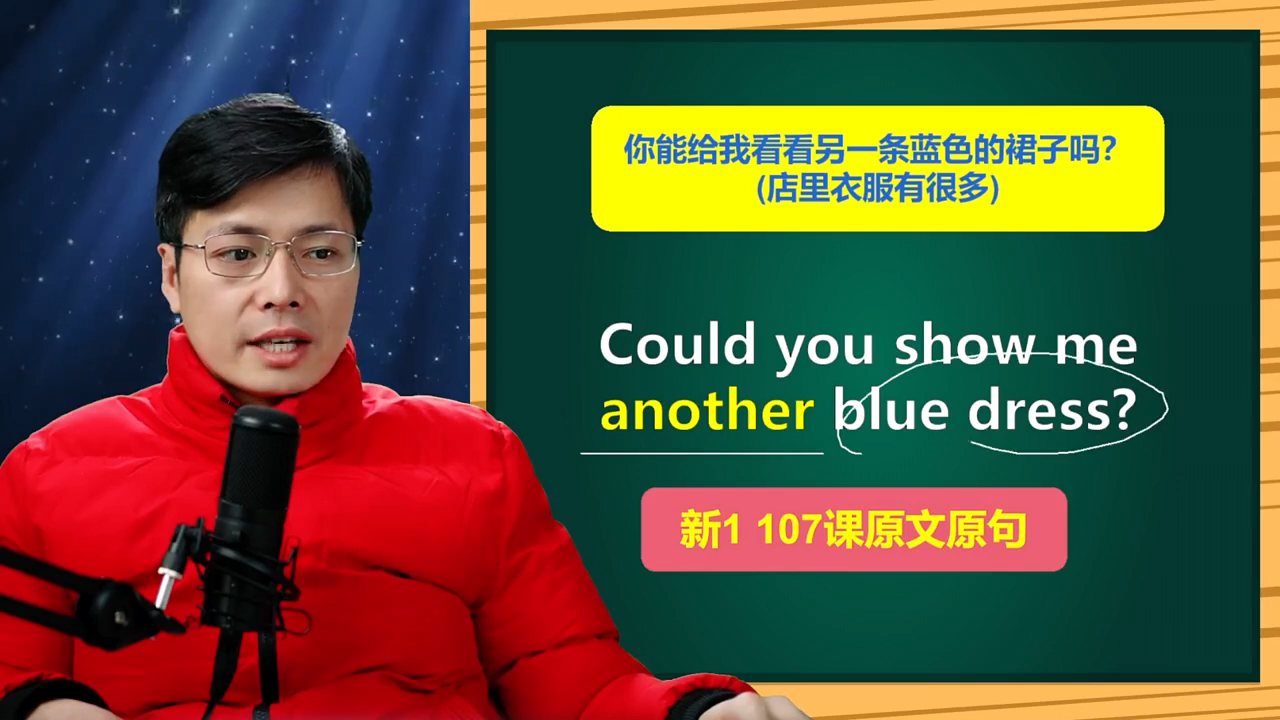 你能给我看看另一条蓝色的裙子吗?
(店里衣服有很多)
Could you show me
another blue dress?
新1 107课原文原句